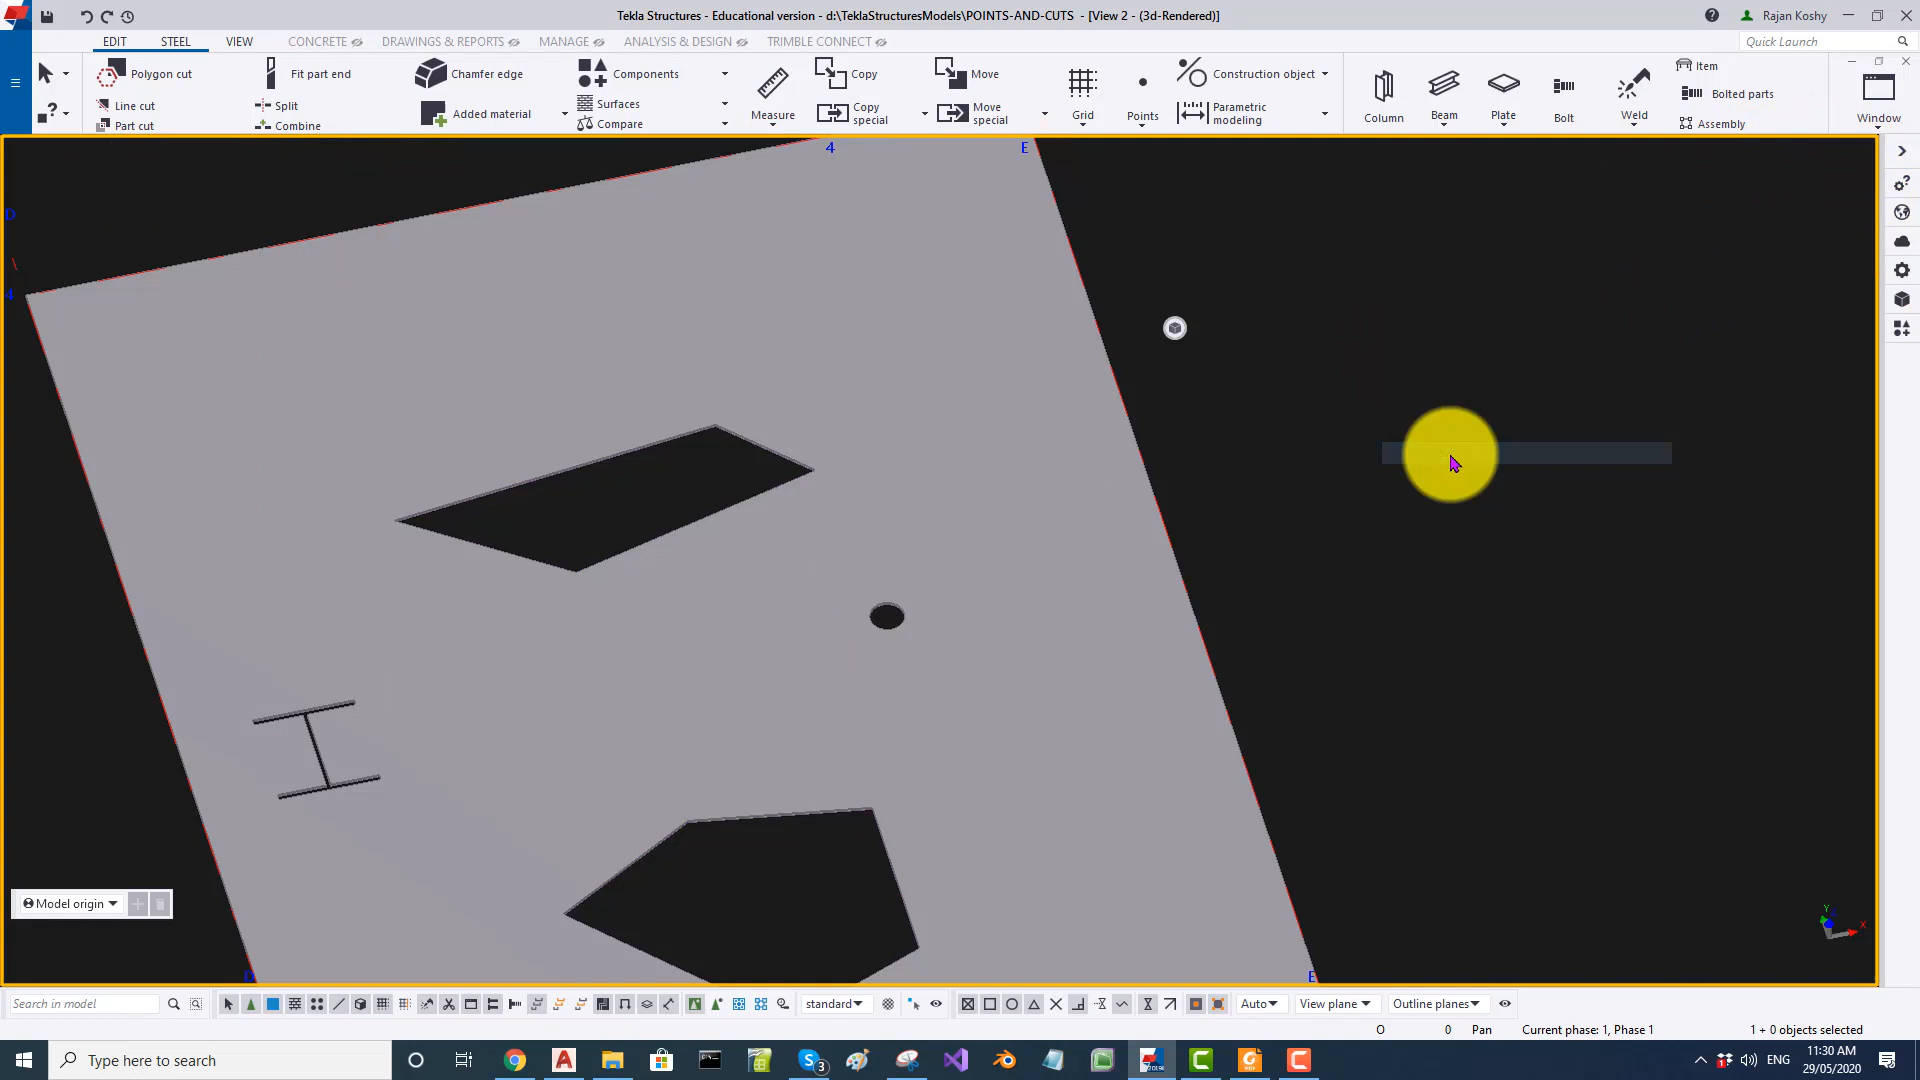 Tekla Structures - Educational version - d:\TeklaStructuresModels\POINTS-AND-CUTS - [View 2 - (3d-Rendered)]
Rajan Koshy
EDIT STEEL VIEW CONCRETE DRAWINGS & REPORTS MANAGE ANALYSIS & DESIGN TRIMBLE CONNECT
Quick Launch
Polygon cut
Line cut
Part cut
Fit part end
Split
Combine
Chamfer edge
Added material
Components
Surfaces
Compare
Measure
Copy
Copy special
Move
Move special
Grid
Points
Construction object
Parametric modeling
Column
Beam
Plate
Bolt
Weld
Item
Bolted parts
Assembly
Window
4 E
D
4
D E
Model origin
Y
X
Search in model
standard
Auto
View plane
Outline planes
O 0 Pan Current phase: 1, Phase 1 1 + 0 objects selected
Type here to search
3
ENG
11:30 AM
29/05/2020